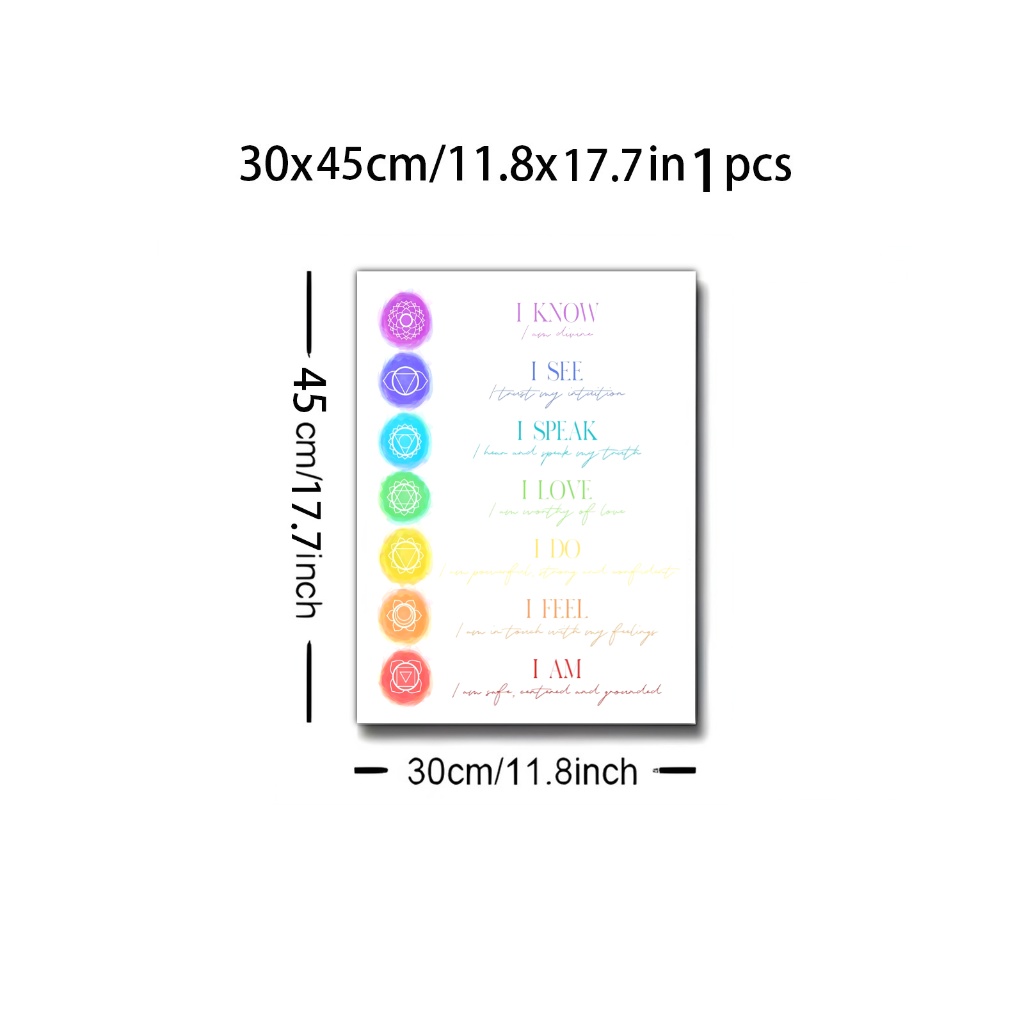 30x45cm/11.8x17.7in 1 pcs
I KNOW
I am divine
I SEE
I trust my intuition
I SPEAK
I hear and speak my truth
I LOVE
I am worthy of love
I DO
I am powerful, strong and confident
I FEEL
I am in touch with my feelings
I AM
I am safe, centered and grounded
45 cm/17.7inch
30cm/11.8inch